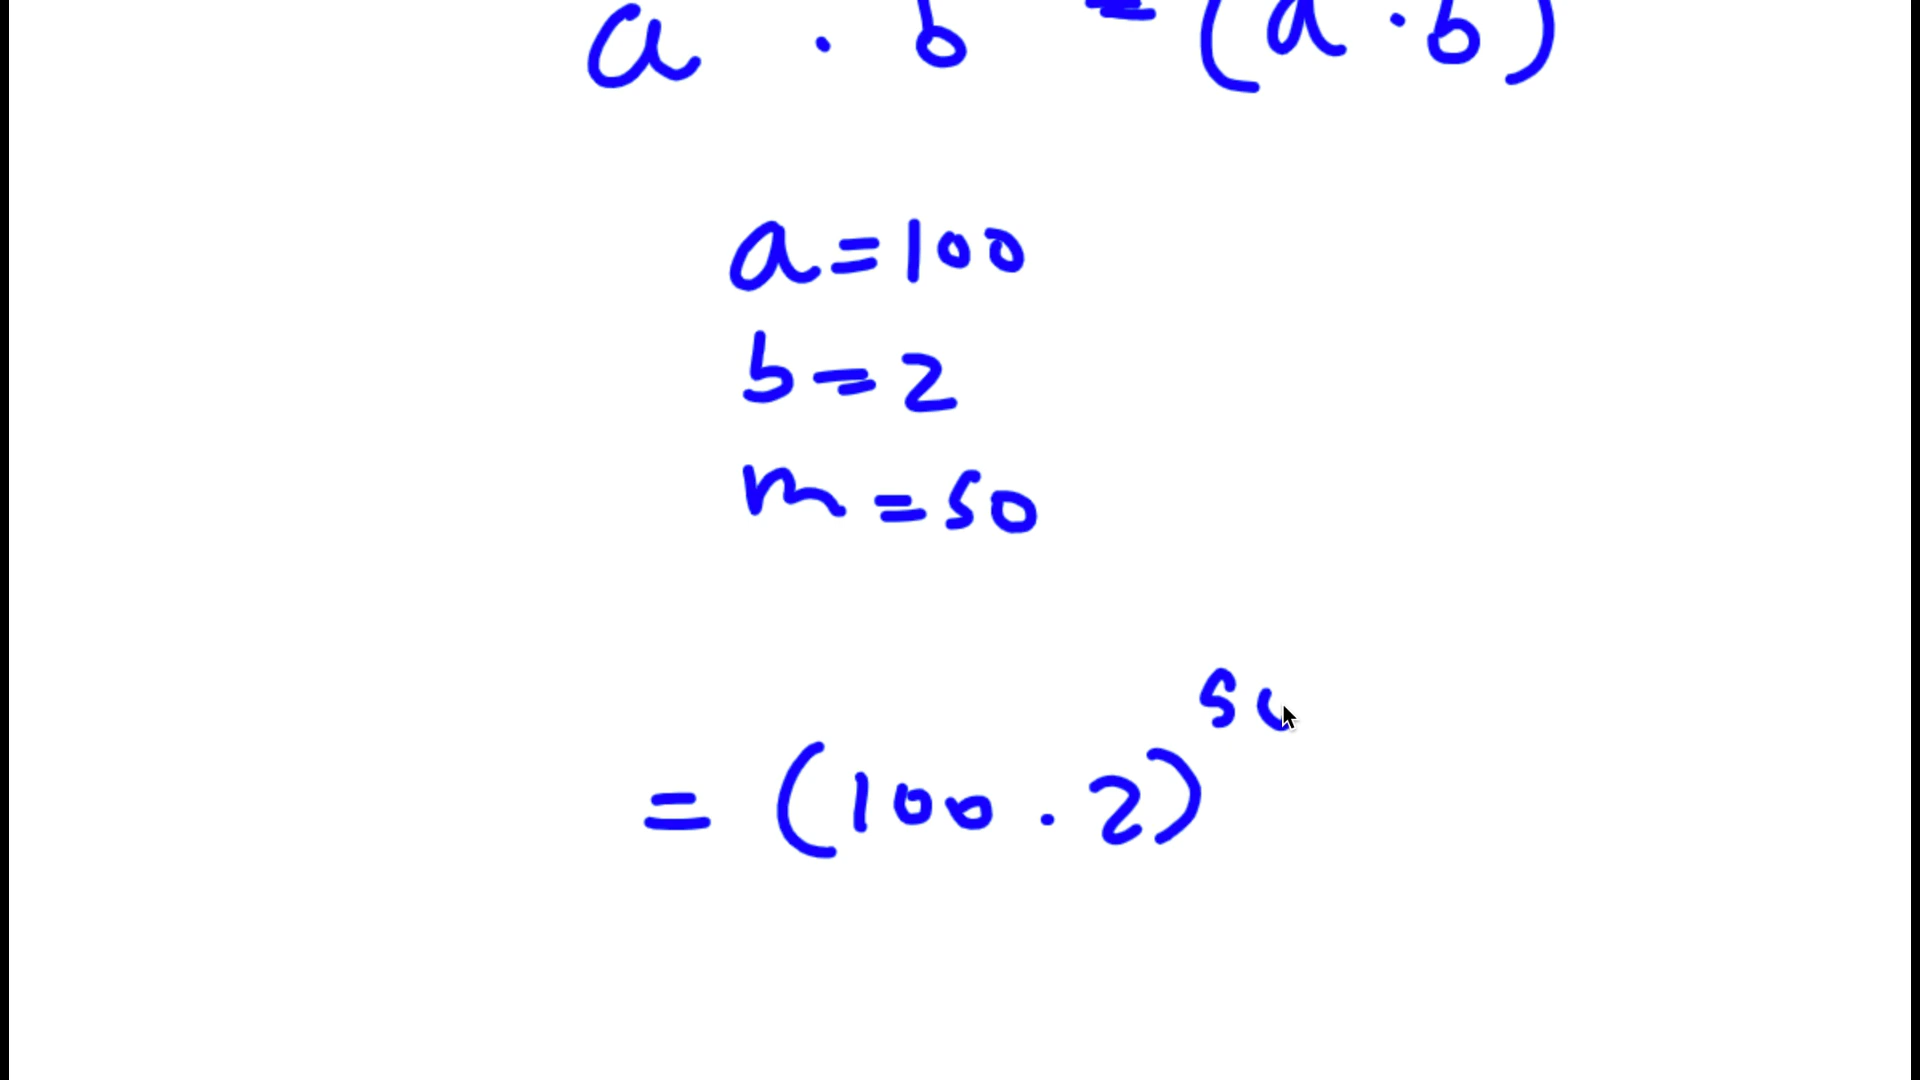 a · b = (a · b)
a = 100
b = 2
m = 50
= (100 . 2)^50